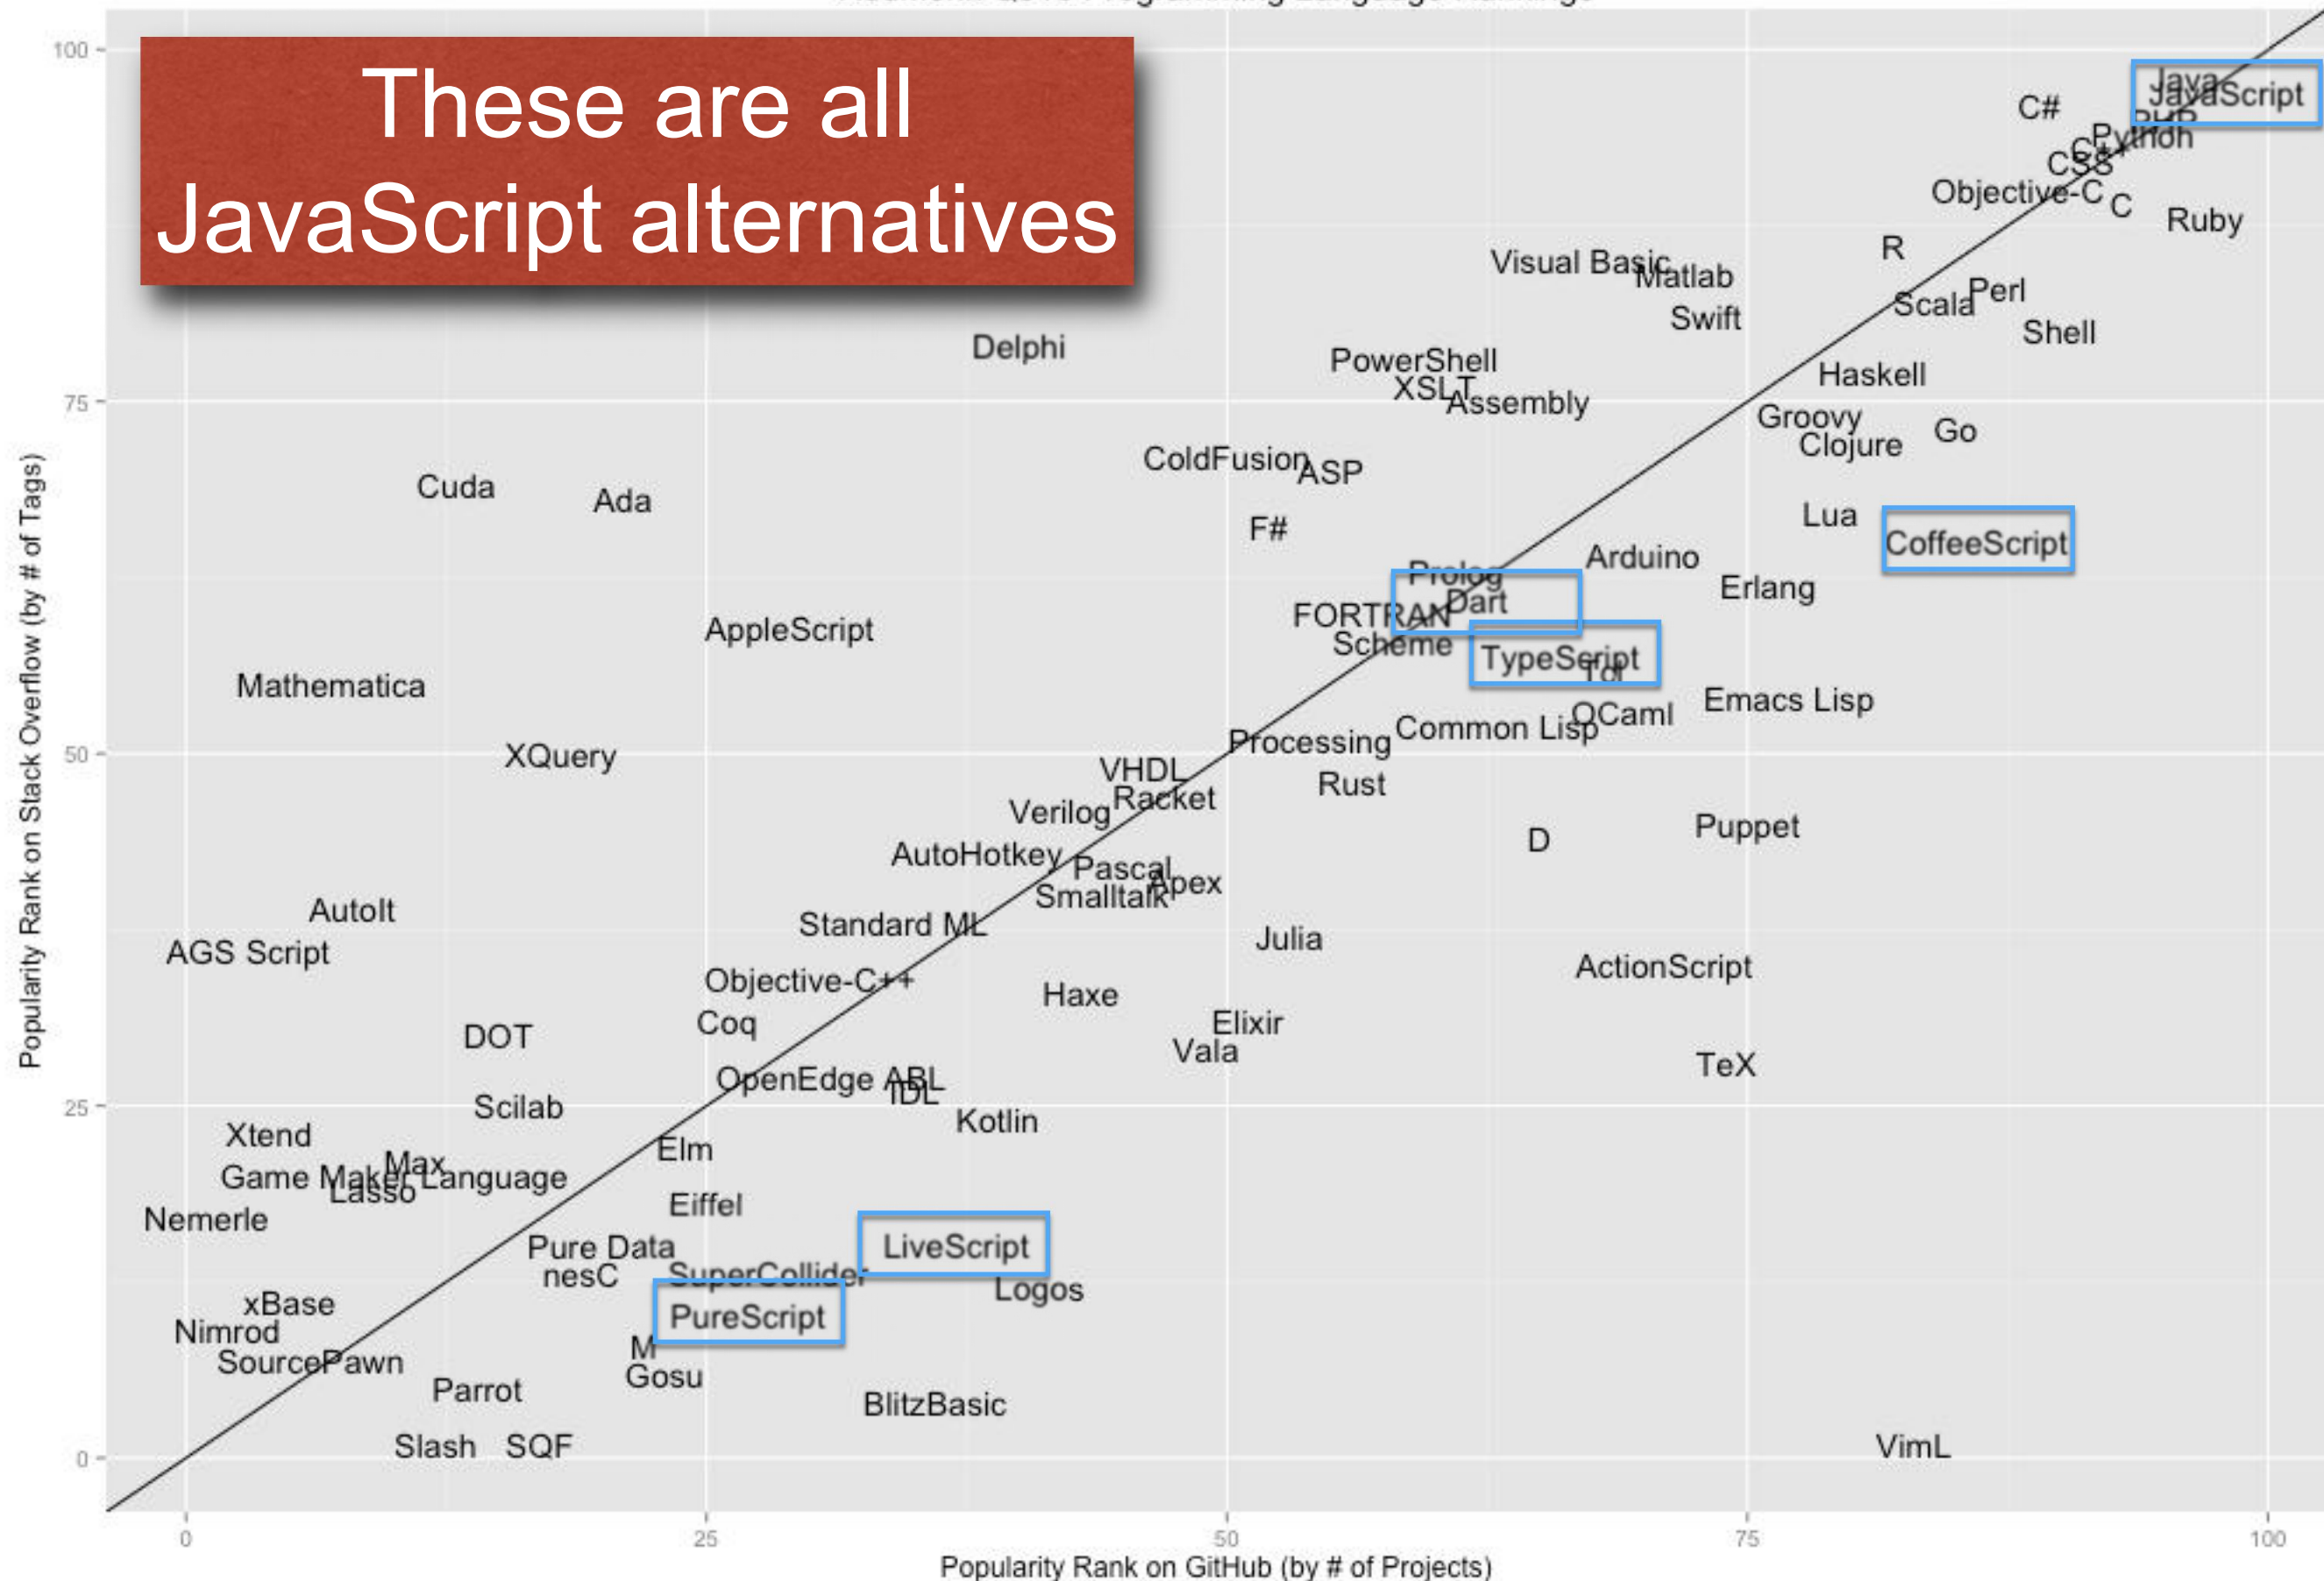 These are all
JavaScript alternatives
100
75
50
25
0
Popularity Rank on Stack Overflow (by # of Tags)
Java
JavaScript
C#
PHP
Python
C++
CSS
Objective-C
C
Ruby
R
Visual Basic
Matlab
Perl
Scala
Swift
Shell
Delphi
PowerShell
Haskell
XSLT
Assembly
Groovy
Go
Clojure
ColdFusion
ASP
Cuda
Ada
Lua
F#
CoffeeScript
Arduino
Prolog
Erlang
Dart
FORTRAN
AppleScript
Scheme
TypeScript
Tcl
Mathematica
Emacs Lisp
OCaml
Common Lisp
Processing
XQuery
VHDL
Rust
Racket
Verilog
Puppet
D
AutoHotkey
Pascal
Apex
Smalltalk
AutoIt
Standard ML
Julia
AGS Script
ActionScript
Objective-C++
Haxe
Coq
Elixir
DOT
Vala
TeX
OpenEdge ABL
IDL
Scilab
Kotlin
Xtend
Elm
Max
Game Maker Language
Lasso
Eiffel
Nemerle
Pure Data
LiveScript
nesC
SuperCollider
Logos
xBase
PureScript
Nimrod
M
SourcePawn
Gosu
Parrot
BlitzBasic
Slash
SQF
VimL
0
25
50
75
100
Popularity Rank on GitHub (by # of Projects)